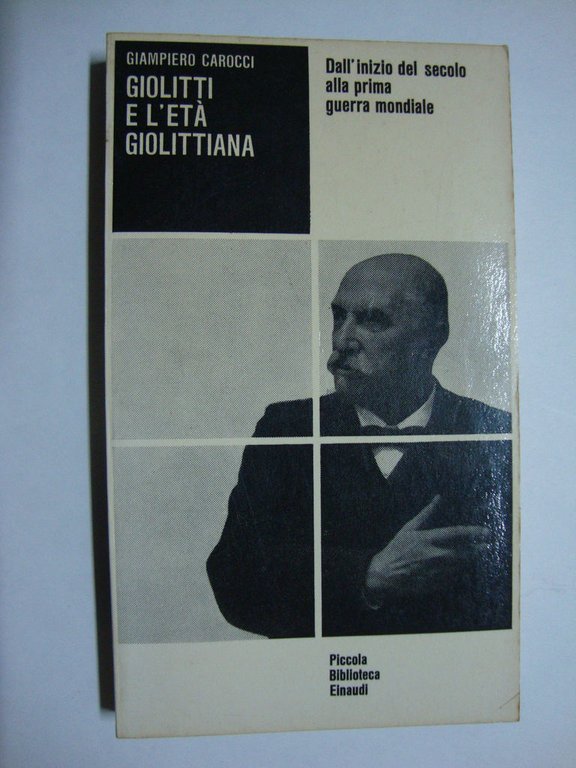 GIAMPIERO CAROCCI
GIOLITTI
E L'ETÀ
GIOLITTIANA
Dall'inizio del secolo
alla prima
guerra mondiale
Piccola
Biblioteca
Einaudi